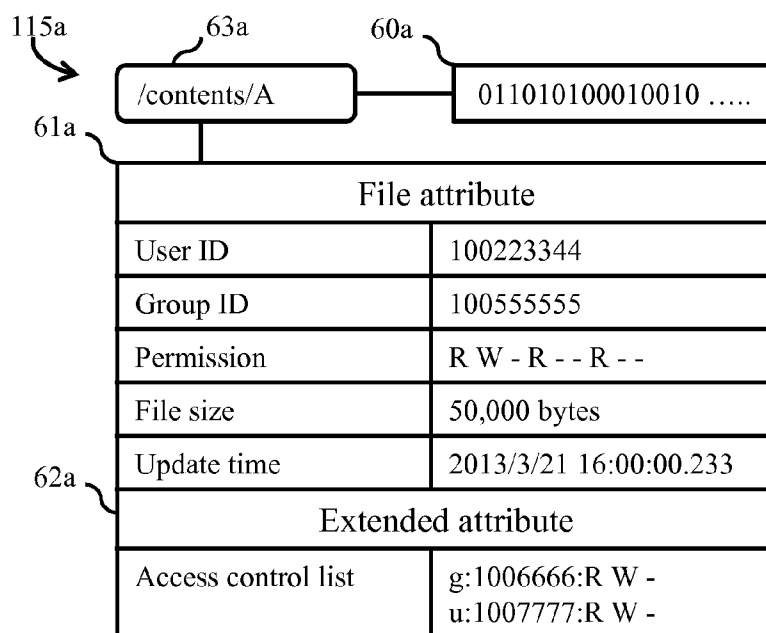 115a
63a
60a
/contents/A
011010100010010 .....
61a
File attribute
User ID 100223344
Group ID 100555555
Permission R W - R - - R - -
File size 50,000 bytes
Update time 2013/3/21 16:00:00.233
62a
Extended attribute
Access control list g:1006666:R W -
u:1007777:R W -